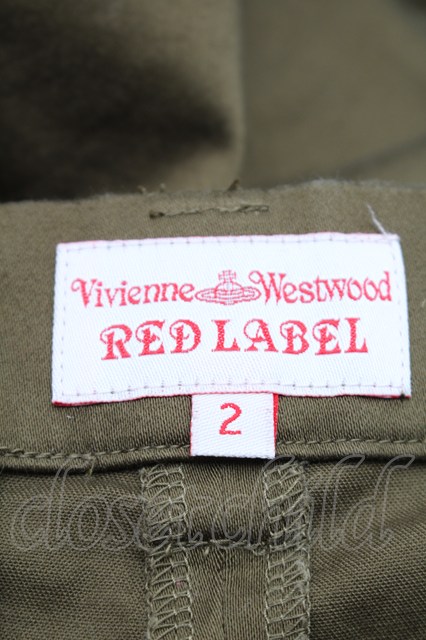 Vivienne Westwood
RED LABEL
2
closet child